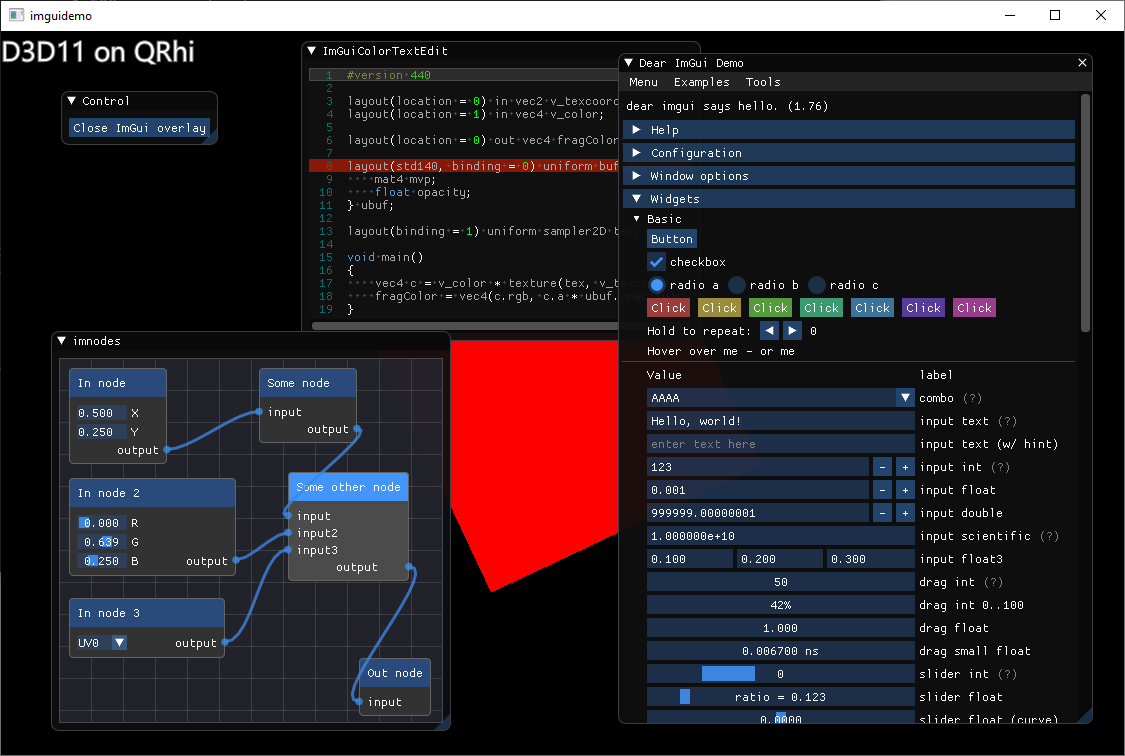 imguidemo
D3D11 on QRhi
Control
Close ImGui overlay
ImGuiColorTextEdit
1 #version 440
2
3 layout(location = 0) in vec2 v_texcoord
4 layout(location = 1) in vec4 v_color;
5
6 layout(location = 0) out vec4 fragColor
7
8 layout(std140, binding = 0) uniform buf
9 mat4 mvp;
10 float opacity;
11 } ubuf;
12
13 layout(binding = 1) uniform sampler2D tex;
14
15 void main()
16 {
17 vec4 c = v_color * texture(tex, v_texc
18 fragColor = vec4(c.rgb, c.a * ubuf.opac
19 }
Dear ImGui Demo
Menu Examples Tools
dear imgui says hello. (1.76)
Help
Configuration
Window options
Widgets
Basic
Button
checkbox
radio a radio b radio c
Click Click Click Click Click Click Click
Hold to repeat: 0
Hover over me - or me
Value label
AAAA combo (?)
Hello, world! input text (?)
enter text here input text (w/ hint)
123 - + input int (?)
0.001 - + input float
999999.00000001 - + input double
1.000000e+10 input scientific (?)
0.100 0.200 0.300 input float3
50 drag int (?)
42% drag int 0..100
1.000 drag float
0.006700 ns drag small float
0 slider int (?)
ratio = 0.123 slider float
0.0000 slider float (curve)
imnodes
In node
0.500 X
0.250 Y
output
Some node
input
output
In node 2
0.000 R
0.639 G
0.250 B output
Some other node
input
input2
input3
output
In node 3
UV0 output
Out node
input